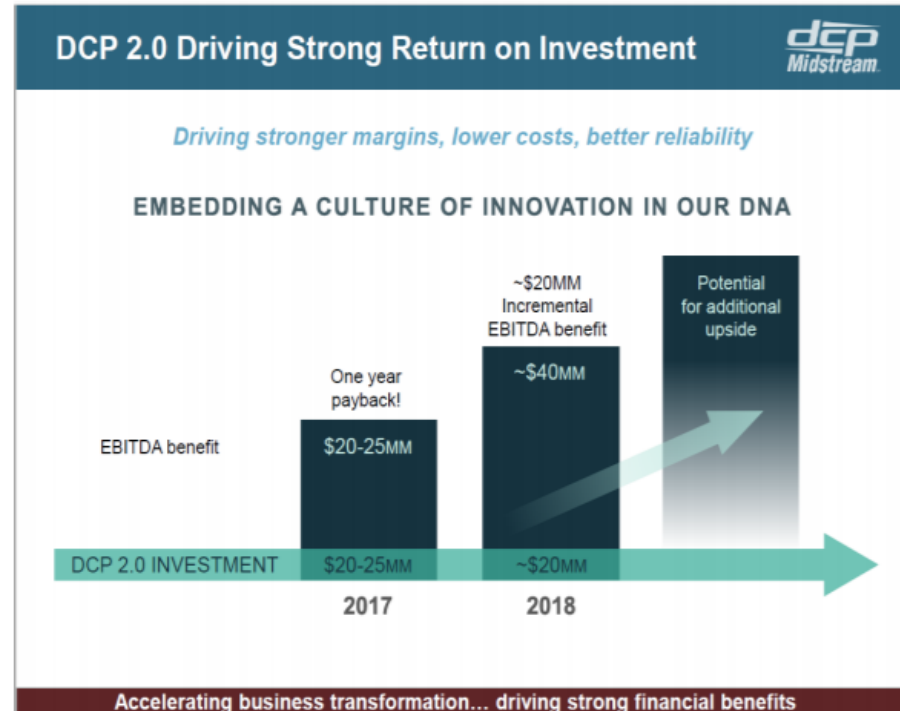 DCP 2.0 Driving Strong Return on Investment
dcp
Midstream
Driving stronger margins, lower costs, better reliability
EMBEDDING A CULTURE OF INNOVATION IN OUR DNA
~$20MM
Incremental
EBITDA benefit
Potential
for additional
upside
One year
payback!
~$40MM
EBITDA benefit
$20-25MM
DCP 2.0 INVESTMENT
$20-25MM
~$20MM
2017
2018
Accelerating business transformation... driving strong financial benefits